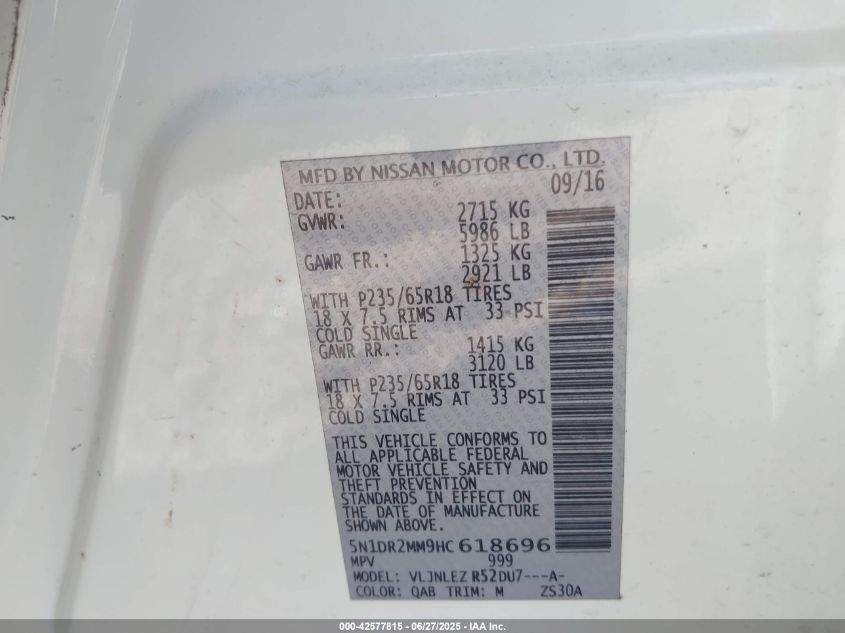 MFD BY NISSAN MOTOR CO., LTD.
DATE: 09/16
GVWR: 2715 KG
5986 LB
GAWR FR.: 1325 KG
2921 LB
WITH P235/65R18 TIRES
18 X 7.5 RIMS AT 33 PSI
COLD SINGLE
GAWR RR.: 1415 KG
3120 LB
WITH P235/65R18 TIRES
18 X 7.5 RIMS AT 33 PSI
COLD SINGLE
THIS VEHICLE CONFORMS TO
ALL APPLICABLE FEDERAL
MOTOR VEHICLE SAFETY AND
THEFT PREVENTION
STANDARDS IN EFFECT ON
THE DATE OF MANUFACTURE
SHOWN ABOVE.
5N1DR2MM9HC618696
MPV 999
MODEL: VLJNLEZ R52DU7---A-
COLOR: QAB TRIM: M ZS30A
000-42577815 - 06/27/2025 - IAA Inc.